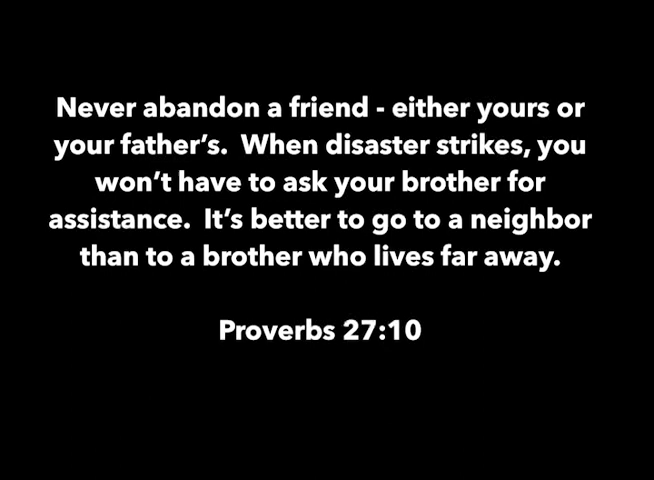 Never abandon a friend - either yours or
your father’s.  When disaster strikes, you
won’t have to ask your brother for
assistance.  It’s better to go to a neighbor
than to a brother who lives far away.
Proverbs 27:10